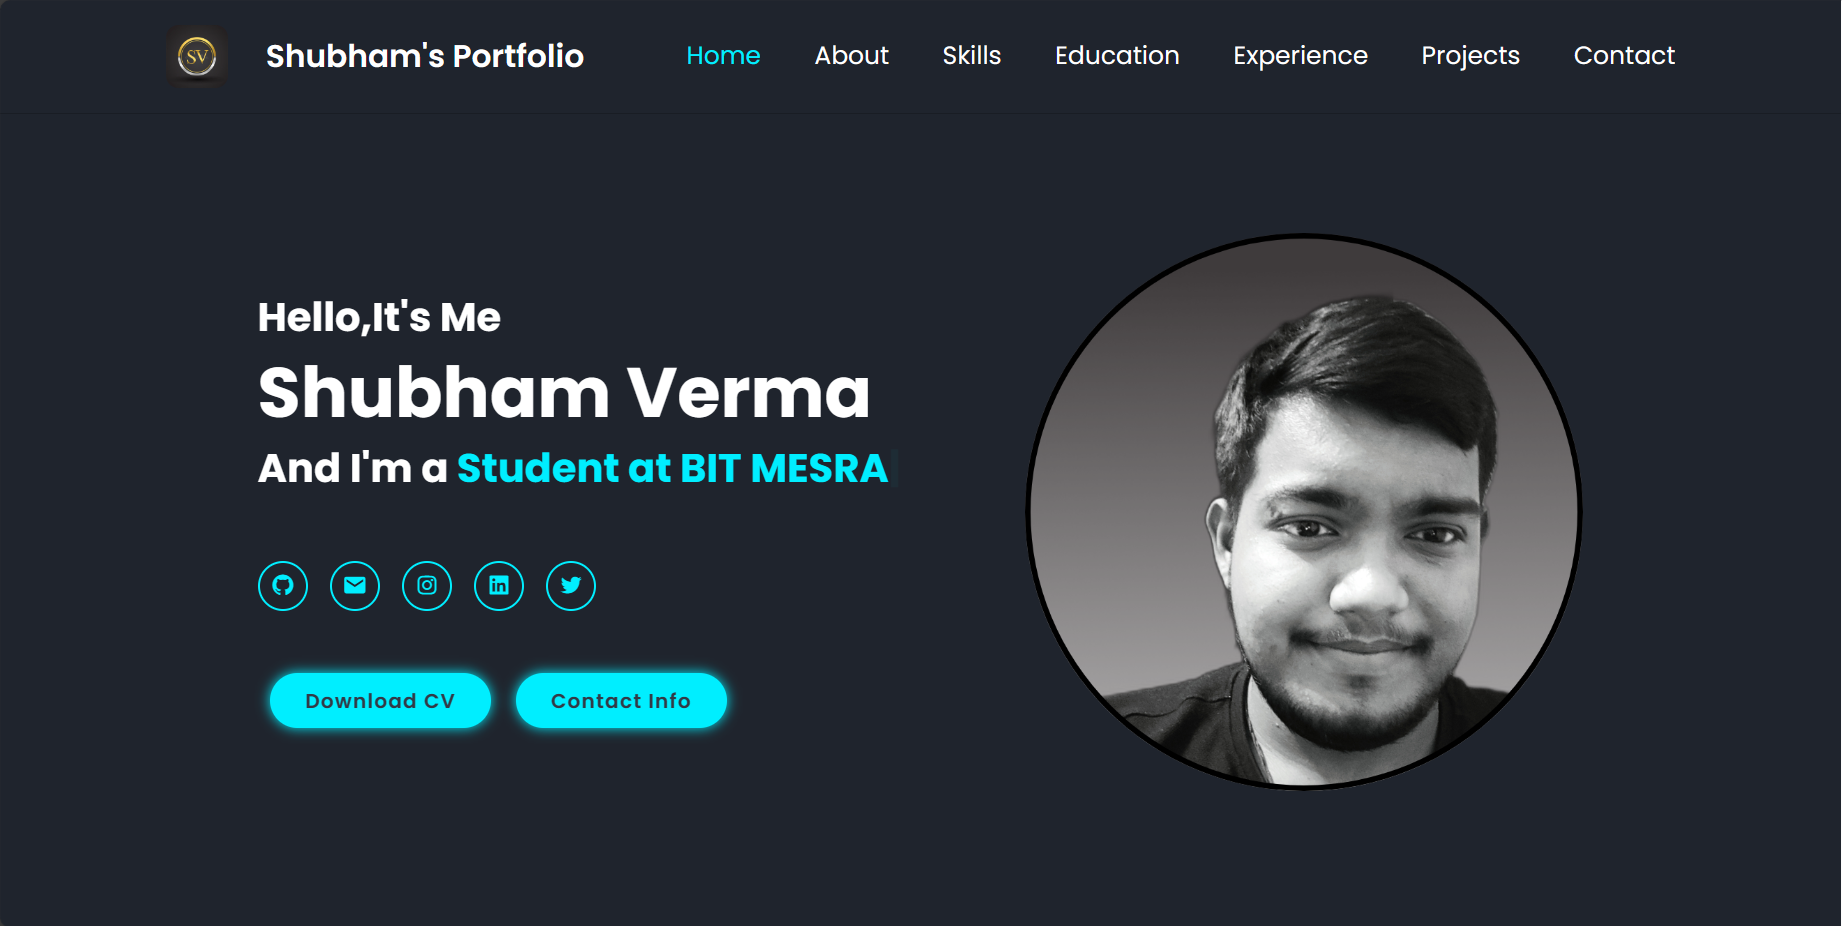 SV
Shubham's Portfolio
Home
About
Skills
Education
Experience
Projects
Contact
Hello,It's Me
Shubham Verma
And I'm a Student at BIT MESRA
in
Download CV
Contact Info